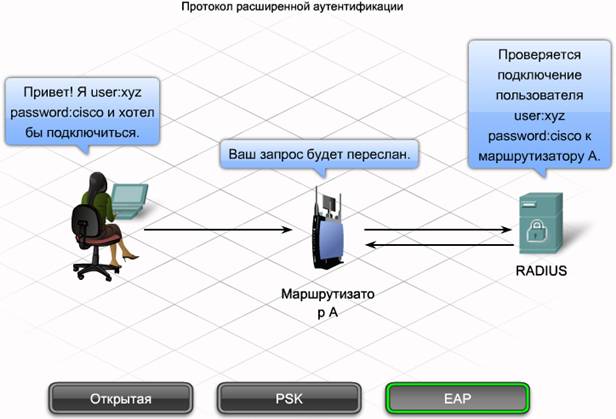 Протокол расширенной аутентификации
Привет! Я user:xyz
password:cisco и хотел
бы подключиться.
Ваш запрос будет переслан.
Проверяется
подключение
пользователя
user:xyz
password:cisco к
маршрутизатору A.
Маршрутизато
р A
RADIUS
Открытая
PSK
EAP